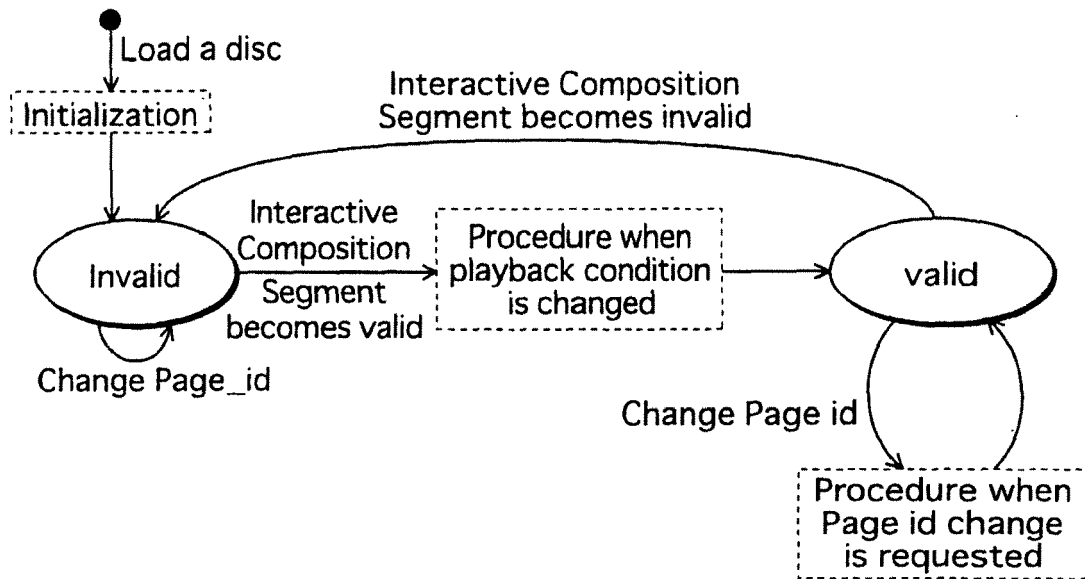 Load a disc
Initialization
Interactive Composition
Segment becomes invalid
Invalid
Interactive
Composition
Segment
becomes valid
Procedure when
playback condition
is changed
valid
Change Page_id
Change Page id
Procedure when
Page id change
is requested